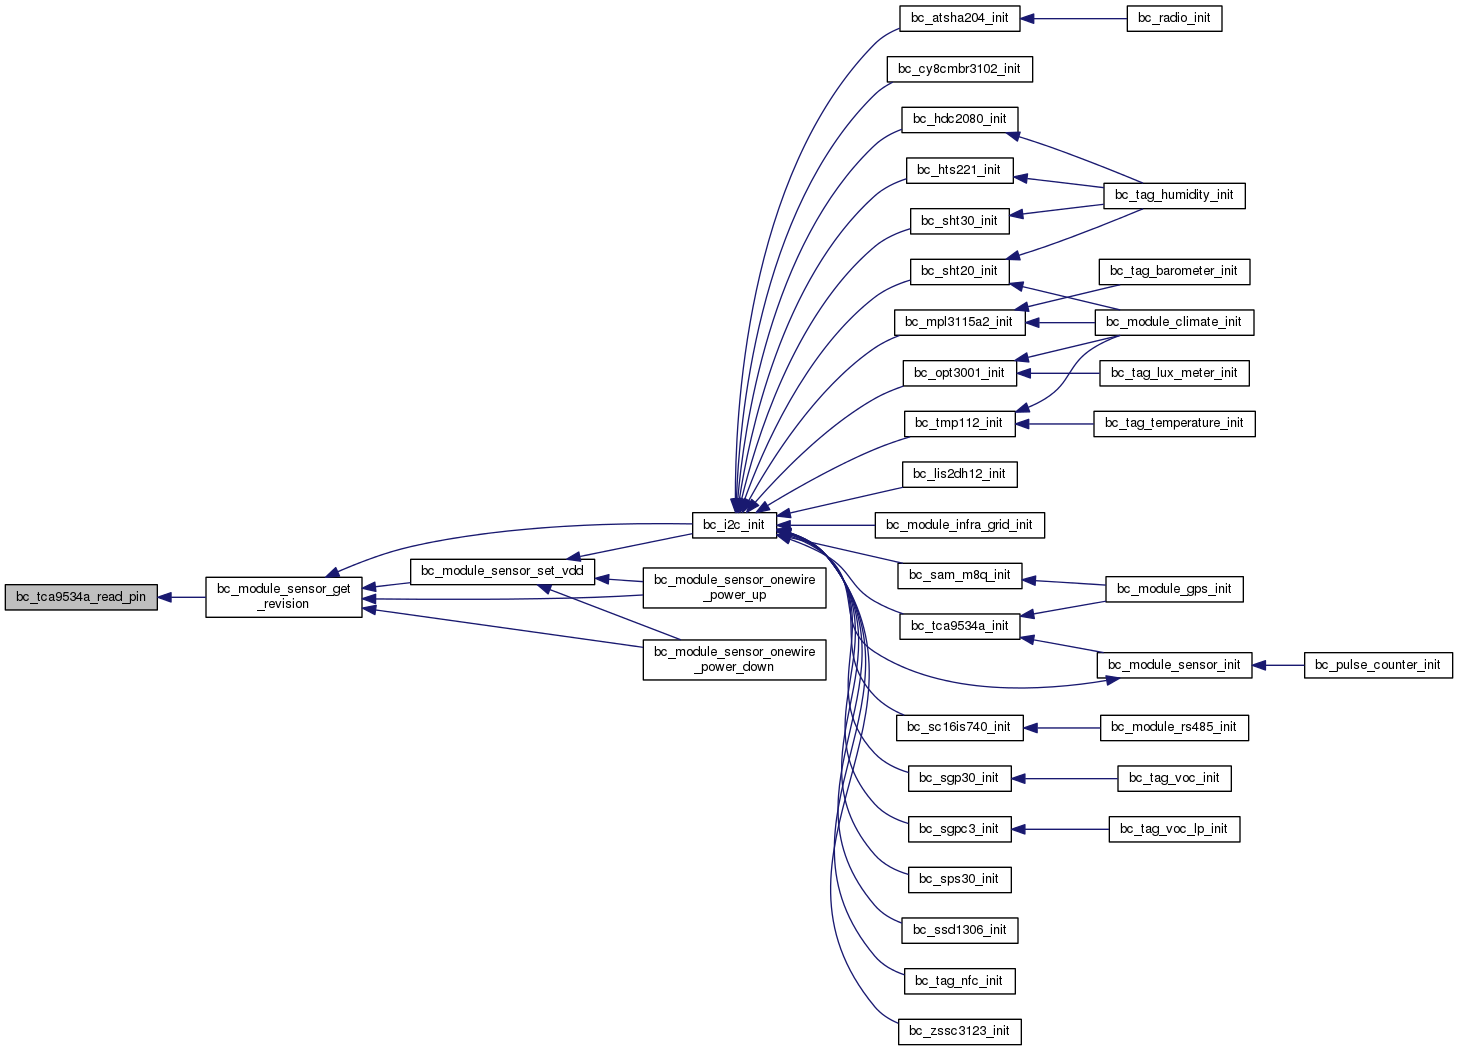 bc_tca9534a_read_pin
bc_module_sensor_get
_revision
bc_module_sensor_set_vdd
bc_module_sensor_onewire
_power_up
bc_module_sensor_onewire
_power_down
bc_i2c_init
bc_atsha204_init
bc_radio_init
bc_cy8cmbr3102_init
bc_hdc2080_init
bc_hts221_init
bc_tag_humidity_init
bc_sht30_init
bc_sht20_init
bc_tag_barometer_init
bc_mpl3115a2_init
bc_module_climate_init
bc_opt3001_init
bc_tag_lux_meter_init
bc_tmp112_init
bc_tag_temperature_init
bc_lis2dh12_init
bc_module_infra_grid_init
bc_sam_m8q_init
bc_module_gps_init
bc_tca9534a_init
bc_module_sensor_init
bc_pulse_counter_init
bc_sc16is740_init
bc_module_rs485_init
bc_sgp30_init
bc_tag_voc_init
bc_sgpc3_init
bc_tag_voc_lp_init
bc_sps30_init
bc_ssd1306_init
bc_tag_nfc_init
bc_zssc3123_init